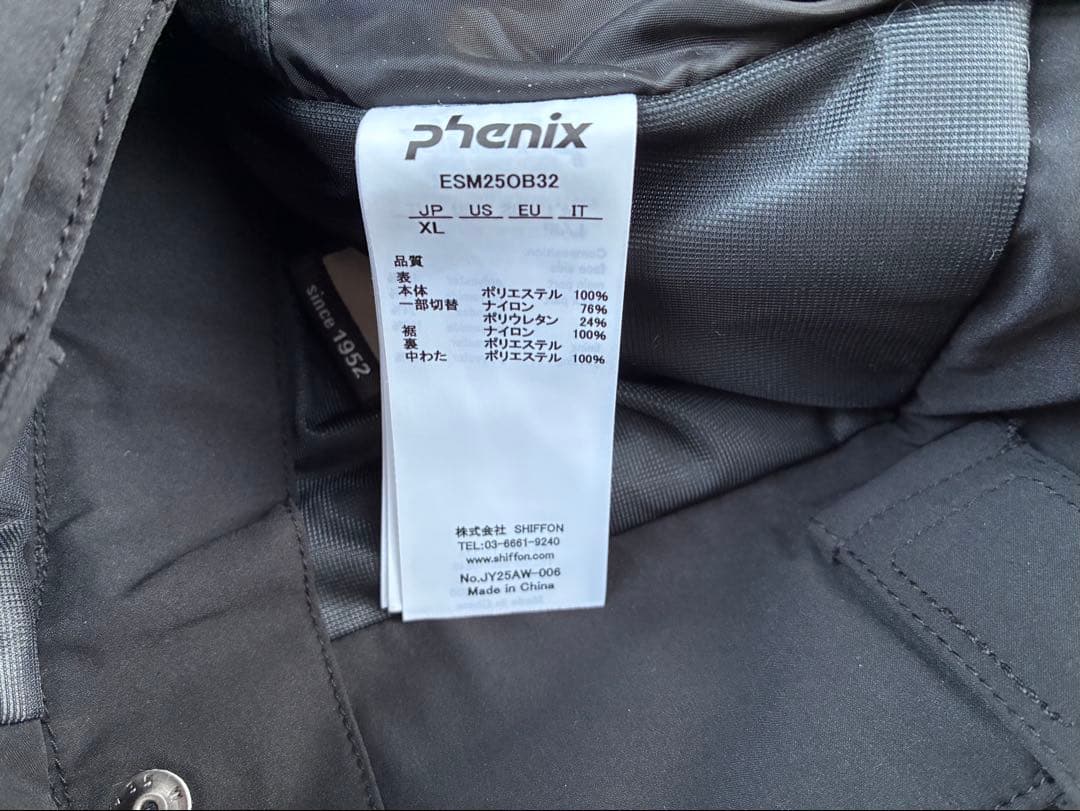 phenix
ESM25OB32
JP US EU IT
XL
品質
表
本体 ポリエステル 100%
一部切替 ナイロン 76%
ポリウレタン 24%
裾 ナイロン 100%
裏 ポリエステル
中わた ポリエステル 100%
株式会社 SHIFFON
TEL:03-6661-9240
www.shiffon.com
No.JY25AW-006
Made in China
since 1952